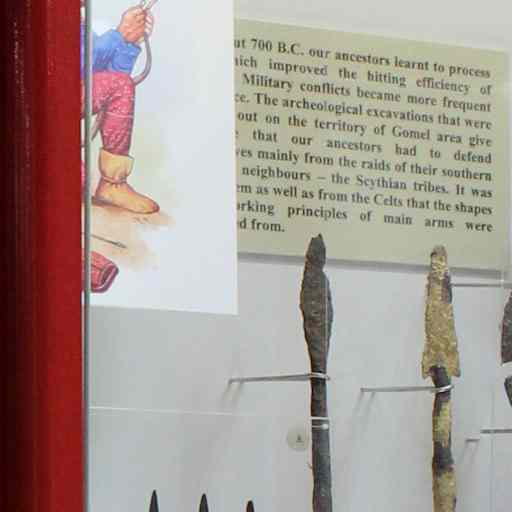 ut 700 B.C. our ancestors learnt to process
ich improved the hitting efficiency of
Military conflicts became more frequent
ce. The archeological excavations that were
out on the territory of Gomel area give
that our ancestors had to defend
ves mainly from the raids of their southern
neighbours – the Scythian tribes. It was
em as well as from the Celts that the shapes
orking principles of main arms were
d from.